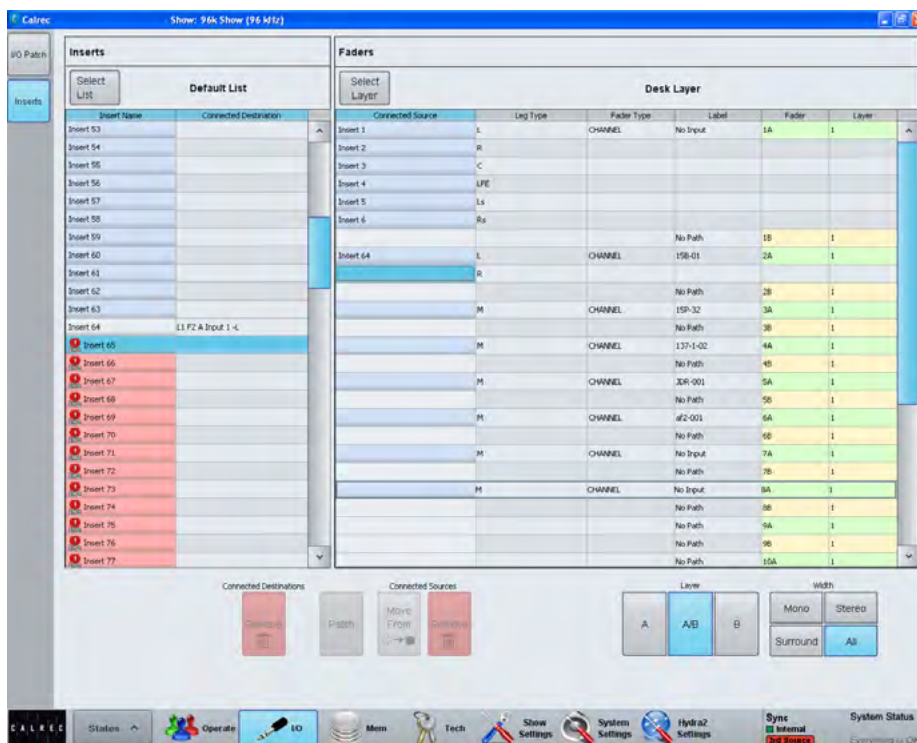 Calrec Show: 96k Show (96 kHz)
I/O Patch
Inserts
Inserts
Select List
Default List
Insert Name Connected Destination
Insert 53
Insert 54
Insert 55
Insert 56
Insert 57
Insert 58
Insert 59
Insert 60
Insert 61
Insert 62
Insert 63
Insert 64 L1 F2 A Input 1 -L
Insert 65
Insert 66
Insert 67
Insert 68
Insert 69
Insert 70
Insert 71
Insert 72
Insert 73
Insert 74
Insert 75
Insert 76
Insert 77
Faders
Select Layer
Desk Layer
Connected Source Leg Type Fader Type Label Fader Layer
Insert 1 L CHANNEL No Input 1A 1
Insert 2 R
Insert 3 C
Insert 4 LFE
Insert 5 Ls
Insert 6 Rs
No Path 1B 1
Insert 64 L CHANNEL 15B-01 2A 1
R
No Path 2B 1
M CHANNEL 15P-32 3A 1
No Path 3B 1
M CHANNEL 137-1-02 4A 1
No Path 4B 1
M CHANNEL JDR-001 5A 1
No Path 5B 1
M CHANNEL af2-001 6A 1
No Path 6B 1
M CHANNEL No Input 7A 1
No Path 7B 1
M CHANNEL No Input 8A 1
No Path 8B 1
No Path 9A 1
No Path 9B 1
No Path 10A 1
Connected Destinations
Remove
Patch
Connected Sources
Move From
Remove
Layer
A A/B B
Width
Mono Stereo
Surround All
CALREC
States
Operate
I/O
Mem
Tech
Show Settings
System Settings
Hydra2 Settings
Sync
Internal
3rd Source
System Status
Everything is